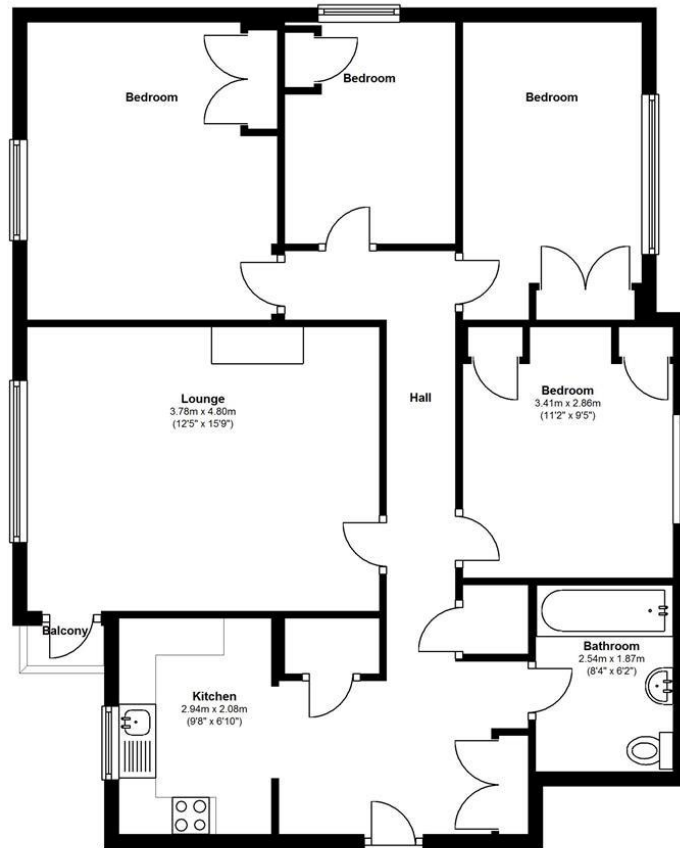 Bedroom
Bedroom
Bedroom
Lounge
3.78m x 4.80m
(12'5" x 15'9")
Hall
Bedroom
3.41m x 2.86m
(11'2" x 9'5")
Balcony
Kitchen
2.94m x 2.08m
(9'8" x 6'10")
Bathroom
2.54m x 1.87m
(8'4" x 6'2")